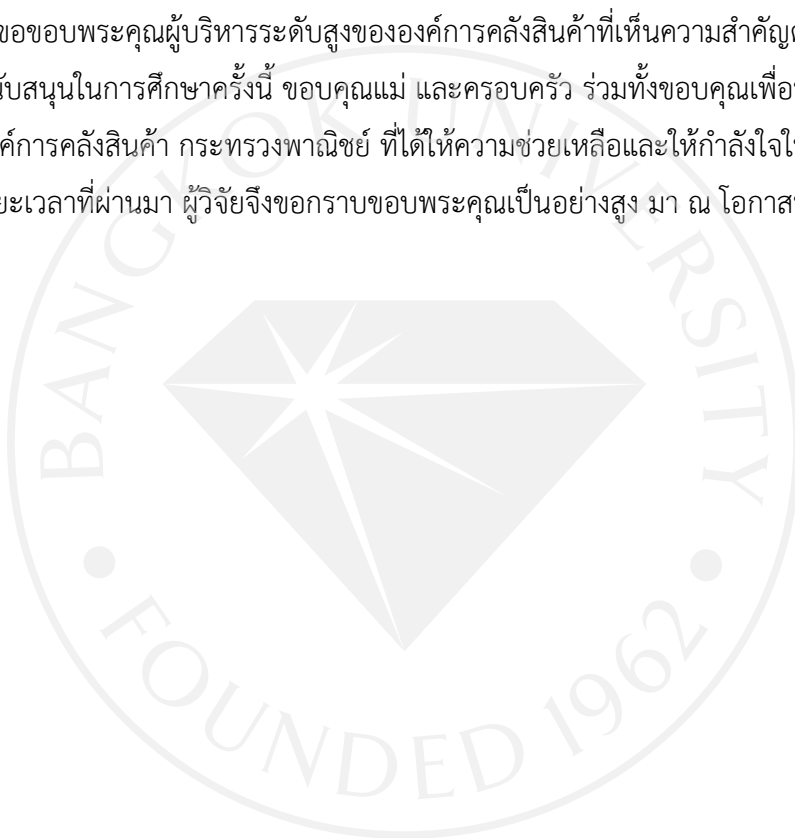 ขอขอบพระคุณผู้บริหารระดับสูงขององค์การคลังสินค้าที่เห็นความสำคัญ
สนุนในการศึกษาครั้งนี้ ขอบคุณแม่ และครอบครัว ร่วมทั้งขอบคุณเพื่อ
ค์การคลังสินค้า กระทรวงพาณิชย์ ที่ได้ให้ความช่วยเหลือและให้กำลังใจใ
ยะเวลาที่ผ่านมา ผู้วิจัยจึงขอกราบขอบพระคุณเป็นอย่างสูง มา ณ โอกาส
BANGKOK UNIVERSITY
FOUNDED 1962